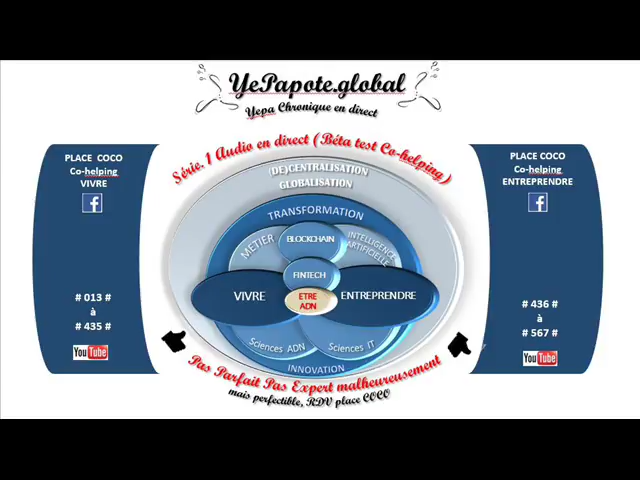 YePapote.global
Yepa Chronique en direct
Série.1 Audio en direct (Béta test Co-helping)
PLACE COCO
Co-helping
VIVRE
f
# 013 #
à
# 435 #
YouTube
(DE)CENTRALISATION
GLOBALISATION
TRANSFORMATION
METIER
BLOCKCHAIN
INTELLIGENCE
ARTIFICIELLE
FINTECH
VIVRE
ETRE
ADN
ENTREPRENDRE
Sciences ADN
Sciences IT
INNOVATION
PLACE COCO
Co-helping
ENTREPRENDRE
f
# 436 #
à
# 567 #
YouTube
Pas Parfait Pas Expert malheureusement
mais perfectible, RDV place COCO